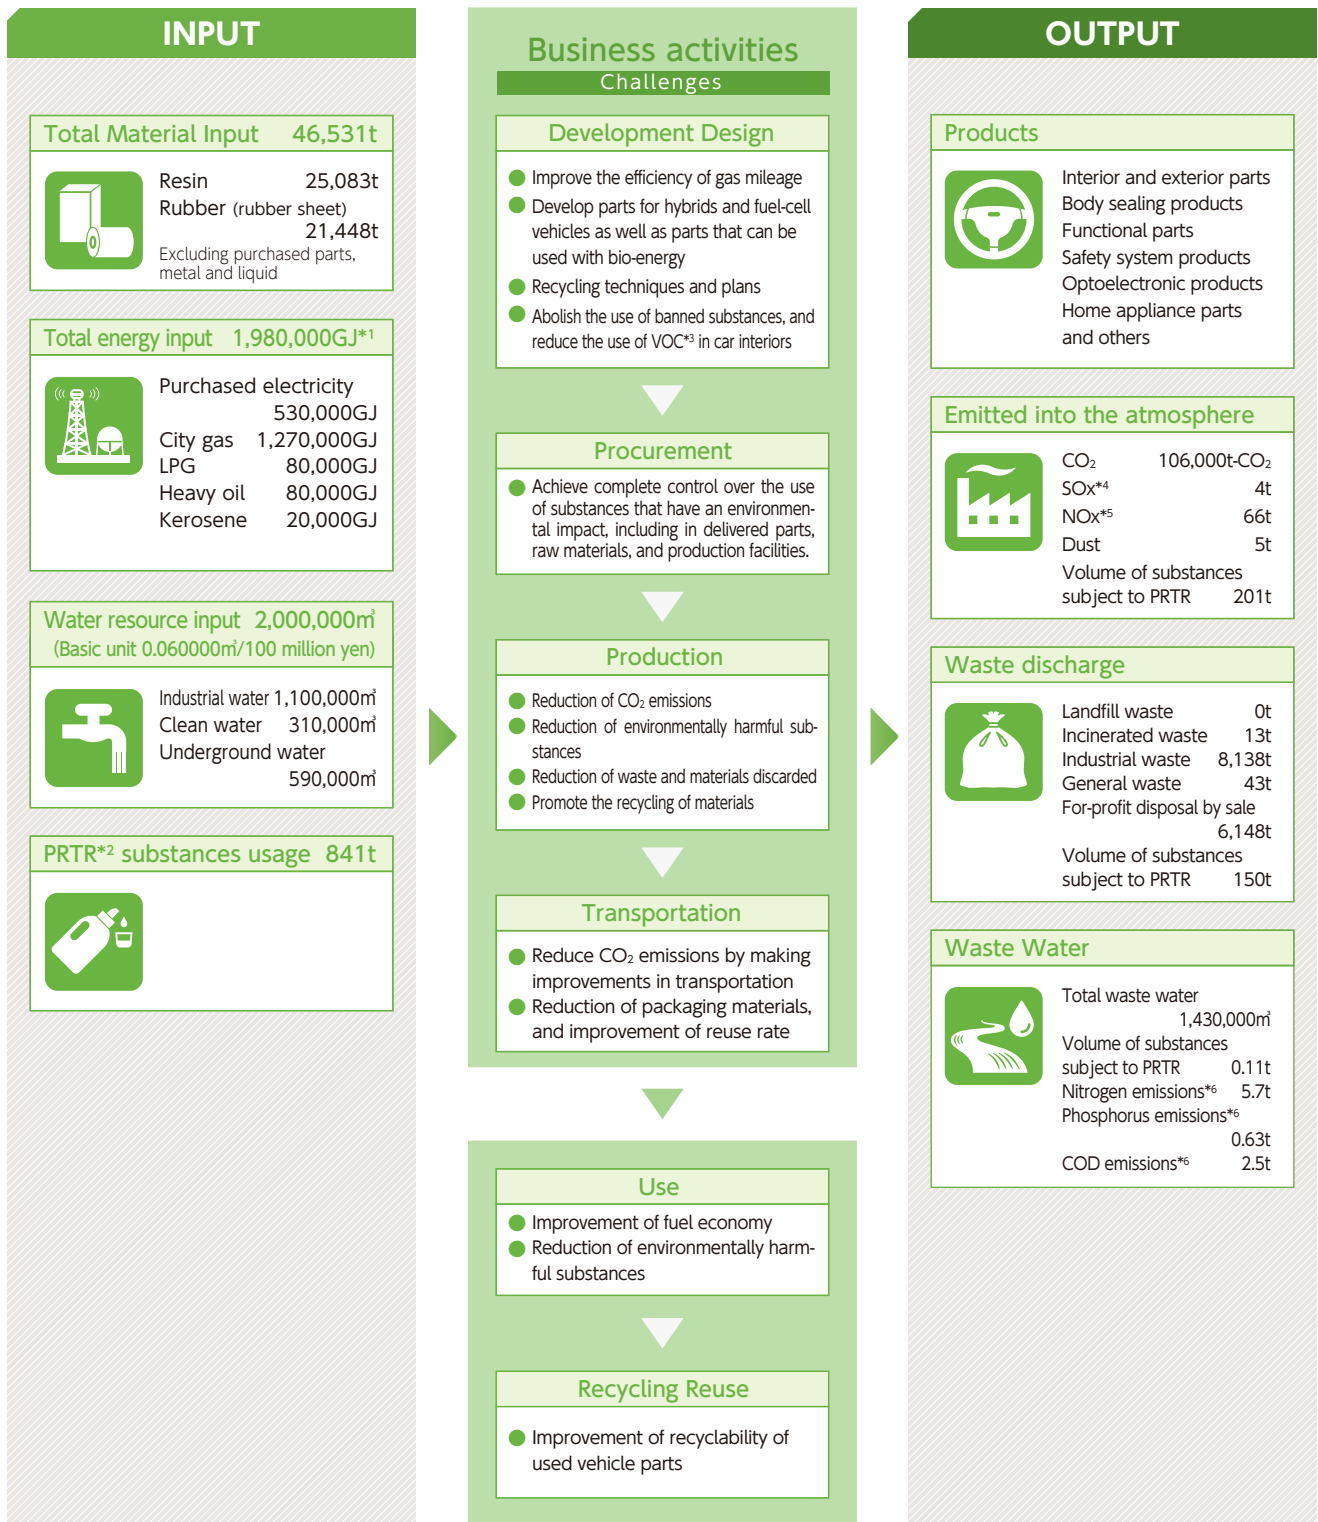 INPUT
Total Material Input 46,531t
Resin 25,083t
Rubber (rubber sheet)
21,448t
Excluding purchased parts,
metal and liquid
Total energy input 1,980,000GJ*1
Purchased electricity
530,000GJ
City gas 1,270,000GJ
LPG 80,000GJ
Heavy oil 80,000GJ
Kerosene 20,000GJ
Water resource input 2,000,000㎥
(Basic unit 0.060000㎥/100 million yen)
Industrial water 1,100,000㎥
Clean water 310,000㎥
Underground water
590,000㎥
PRTR*2 substances usage 841t
Business activities
Challenges
Development Design
● Improve the efficiency of gas mileage
● Develop parts for hybrids and fuel-cell
vehicles as well as parts that can be
used with bio-energy
● Recycling techniques and plans
● Abolish the use of banned substances, and
reduce the use of VOC*3 in car interiors
Procurement
● Achieve complete control over the use
of substances that have an environmen-
tal impact, including in delivered parts,
raw materials, and production facilities.
Production
● Reduction of CO₂ emissions
● Reduction of environmentally harmful sub-
stances
● Reduction of waste and materials discarded
● Promote the recycling of materials
Transportation
● Reduce CO₂ emissions by making
improvements in transportation
● Reduction of packaging materials,
and improvement of reuse rate
Use
● Improvement of fuel economy
● Reduction of environmentally harm-
ful substances
Recycling Reuse
● Improvement of recyclability of
used vehicle parts
OUTPUT
Products
Interior and exterior parts
Body sealing products
Functional parts
Safety system products
Optoelectronic products
Home appliance parts
and others
Emitted into the atmosphere
CO₂ 106,000t-CO₂
SOx*4 4t
NOx*5 66t
Dust 5t
Volume of substances
subject to PRTR 201t
Waste discharge
Landfill waste 0t
Incinerated waste 13t
Industrial waste 8,138t
General waste 43t
For-profit disposal by sale
6,148t
Volume of substances
subject to PRTR 150t
Waste Water
Total waste water
1,430,000㎥
Volume of substances
subject to PRTR 0.11t
Nitrogen emissions*6 5.7t
Phosphorus emissions*6
0.63t
COD emissions*6 2.5t